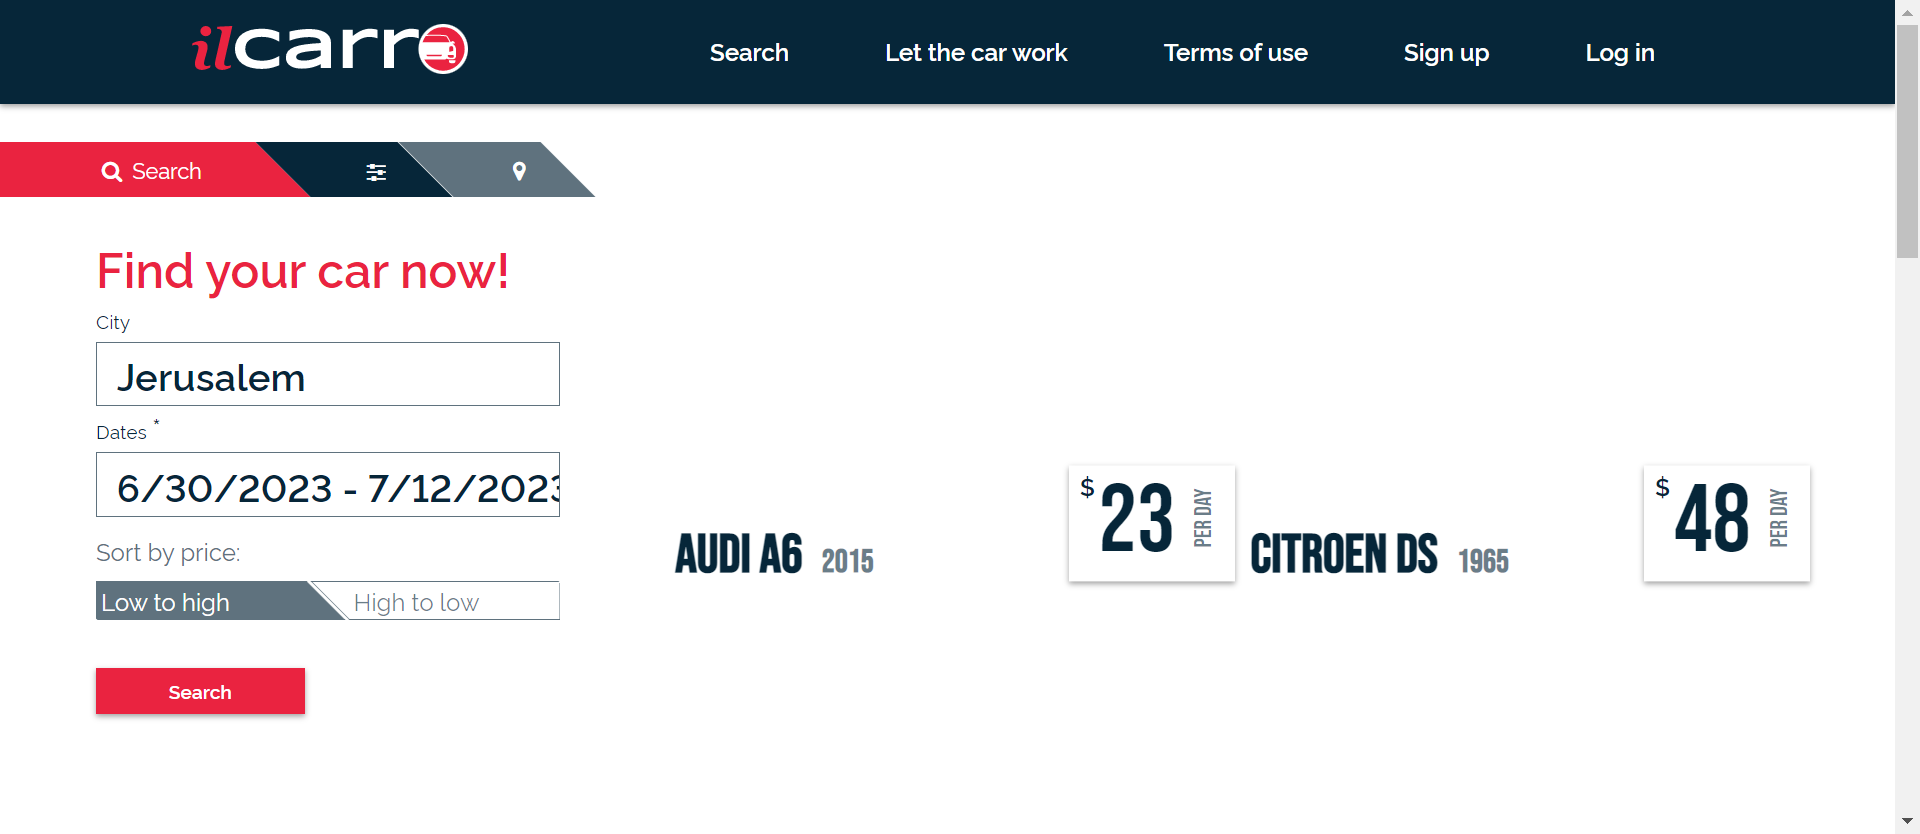 ilcarro
Search
Let the car work
Terms of use
Sign up
Log in
Search
Find your car now!
City
Jerusalem
Dates *
6/30/2023 - 7/12/2023
Sort by price:
Low to high
High to low
Search
AUDI A6 2015
$ 23 PER DAY
CITROEN DS 1965
$ 48 PER DAY